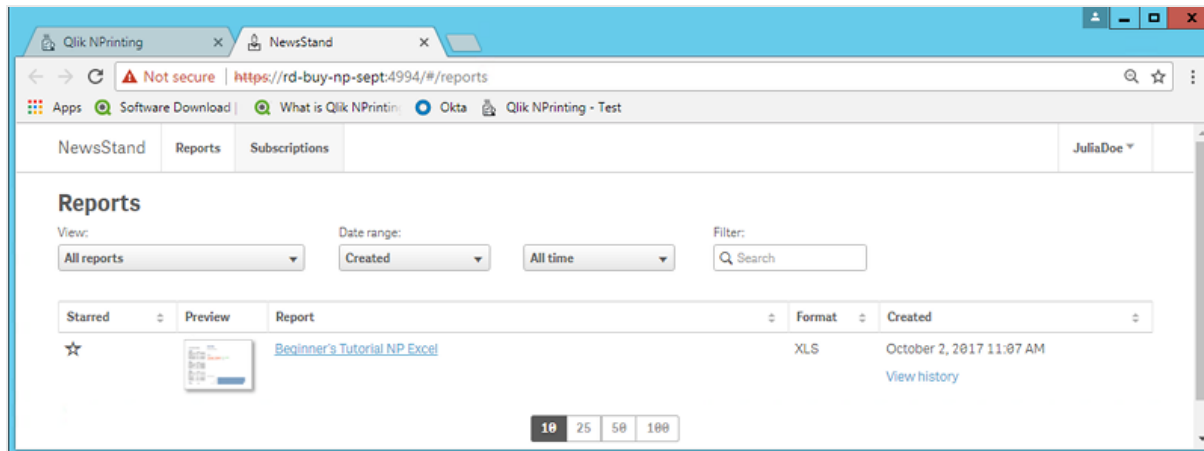 Qlik NPrinting
NewsStand
Not secure https://rd-buy-np-sept:4994/#/reports
Apps Software Download | What is Qlik NPrintin Okta Qlik NPrinting - Test
NewsStand Reports Subscriptions JuliaDoe
Reports
View: Date range: Filter:
All reports Created All time Search
Starred Preview Report Format Created
Beginner's Tutorial NP Excel XLS October 2, 2017 11:07 AM
View history
10 25 50 100